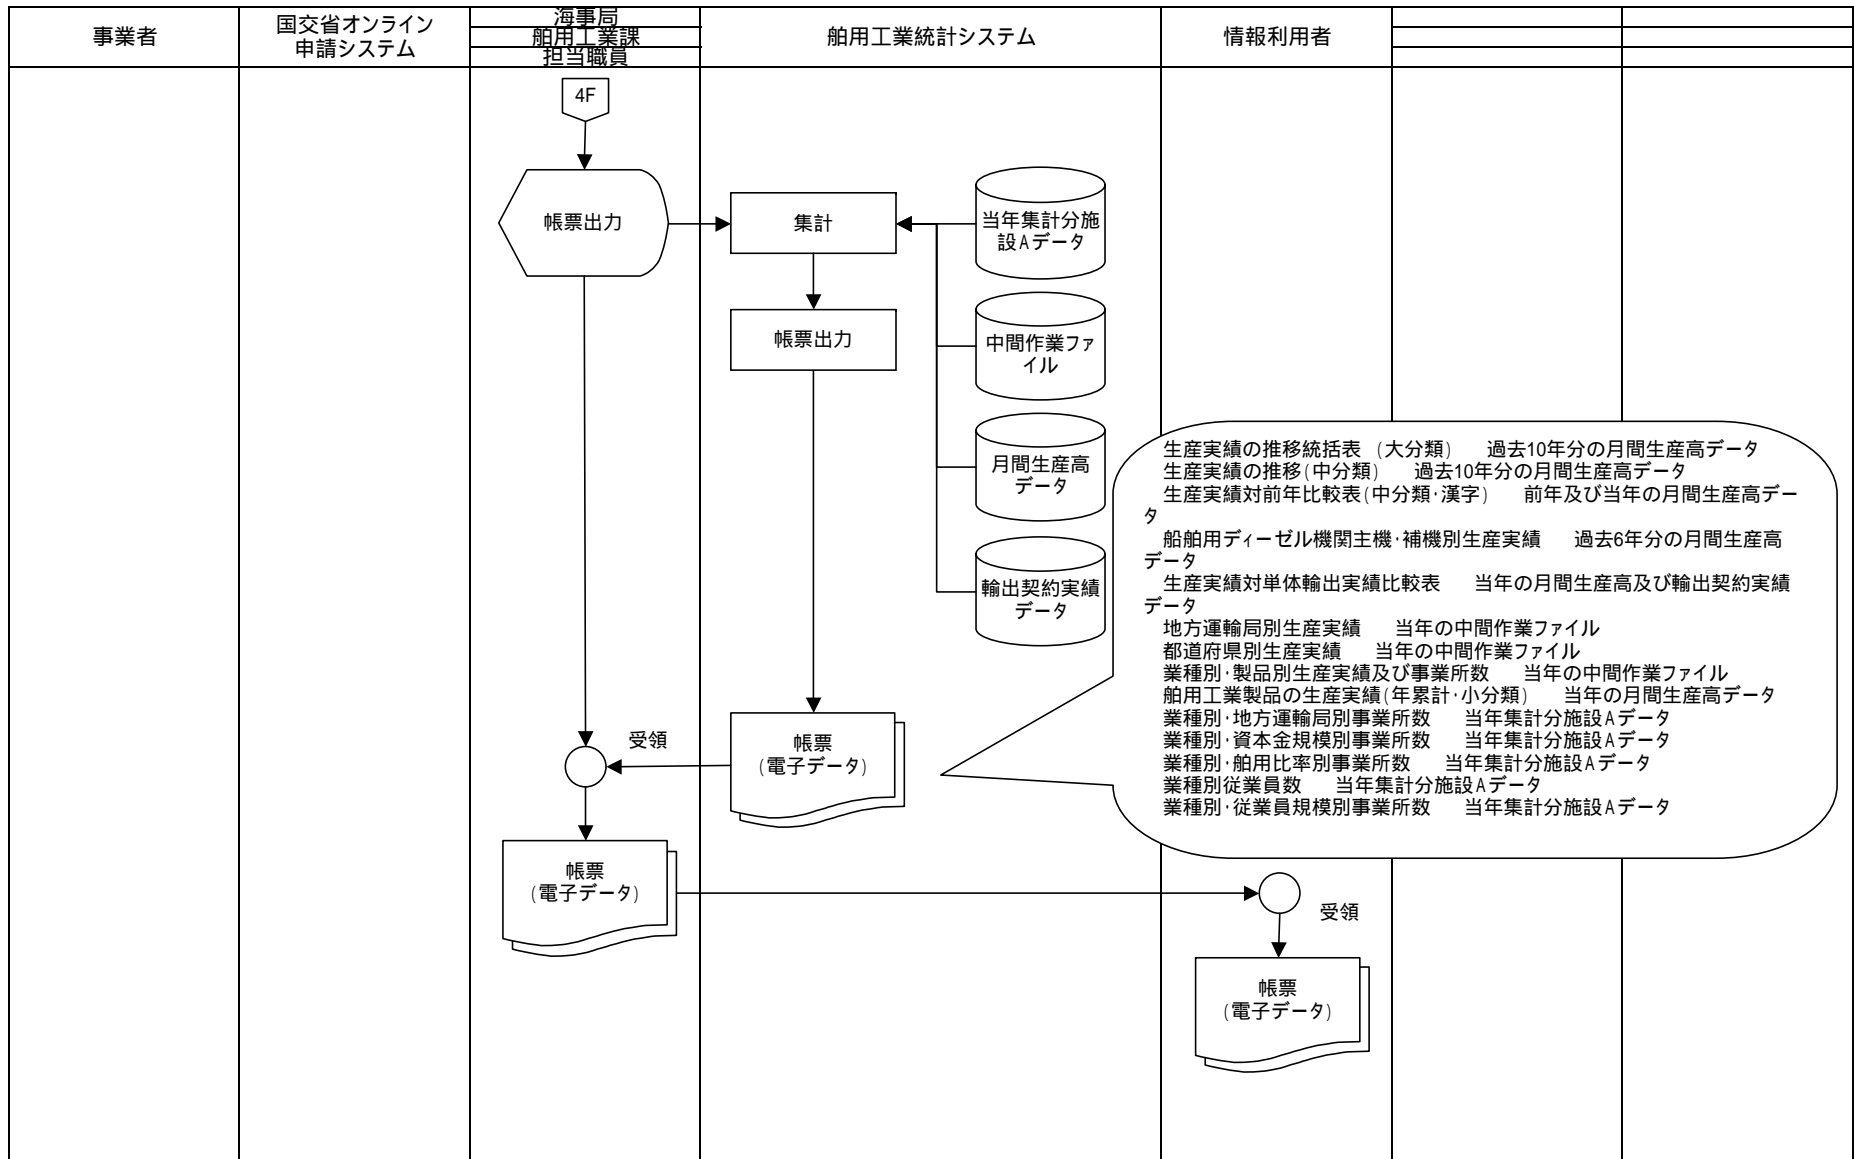 事業者
国交省オンライン
申請システム
海事局
舶用工業課
担当職員
舶用工業統計システム
情報利用者
4F
帳票出力
集計
当年集計分施
設Aデータ
帳票出力
中間作業ファ
イル
月間生産高
データ
輸出契約実績
データ
生産実績の推移統括表 (大分類) 過去10年分の月間生産高データ
生産実績の推移(中分類) 過去10年分の月間生産高データ
生産実績対前年比較表(中分類・漢字) 前年及び当年の月間生産高デー
タ
船舶用ディーゼル機関主機・補機別生産実績 過去6年分の月間生産高
データ
生産実績対単体輸出実績比較表 当年の月間生産高及び輸出契約実績
データ
地方運輸局別生産実績 当年の中間作業ファイル
都道府県別生産実績 当年の中間作業ファイル
業種別・製品別生産実績及び事業所数 当年の中間作業ファイル
舶用工業製品の生産実績(年累計・小分類) 当年の月間生産高データ
業種別・地方運輸局別事業所数 当年集計分施設Aデータ
業種別・資本金規模別事業所数 当年集計分施設Aデータ
業種別・舶用比率別事業所数 当年集計分施設Aデータ
業種別従業員数 当年集計分施設Aデータ
業種別・従業員規模別事業所数 当年集計分施設Aデータ
受領
帳票
(電子データ)
帳票
(電子データ)
受領
帳票
(電子データ)